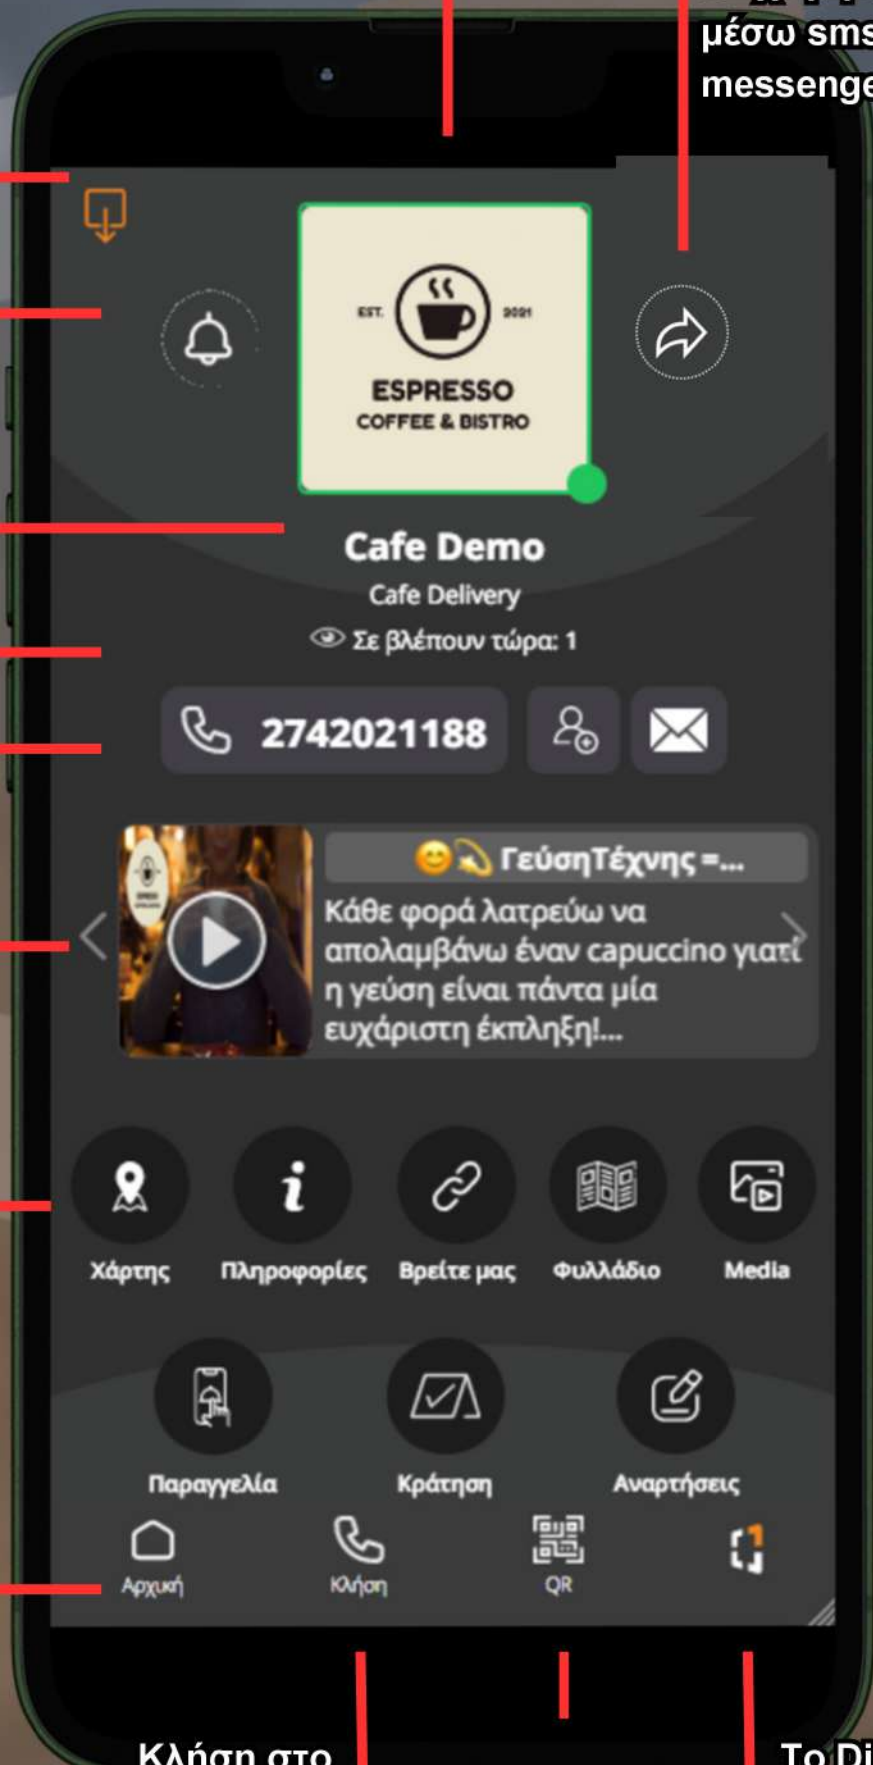 μέσω sms
messenge
EST. 2021
ESPRESSO
COFFEE & BISTRO
Cafe Demo
Cafe Delivery
Σε βλέπουν τώρα: 1
2742021188
😊💫 ΓεύσηΤέχνης =...
Κάθε φορά λατρεύω να
απολαμβάνω έναν capuccino γιατί
η γεύση είναι πάντα μία
ευχάριστη έκπληξη!...
Χάρτης Πληροφορίες Βρείτε μας Φυλλάδιο Media
Παραγγελία Κράτηση Αναρτήσεις
Αρχική Κλήση QR
Κλήση στο
Το Di